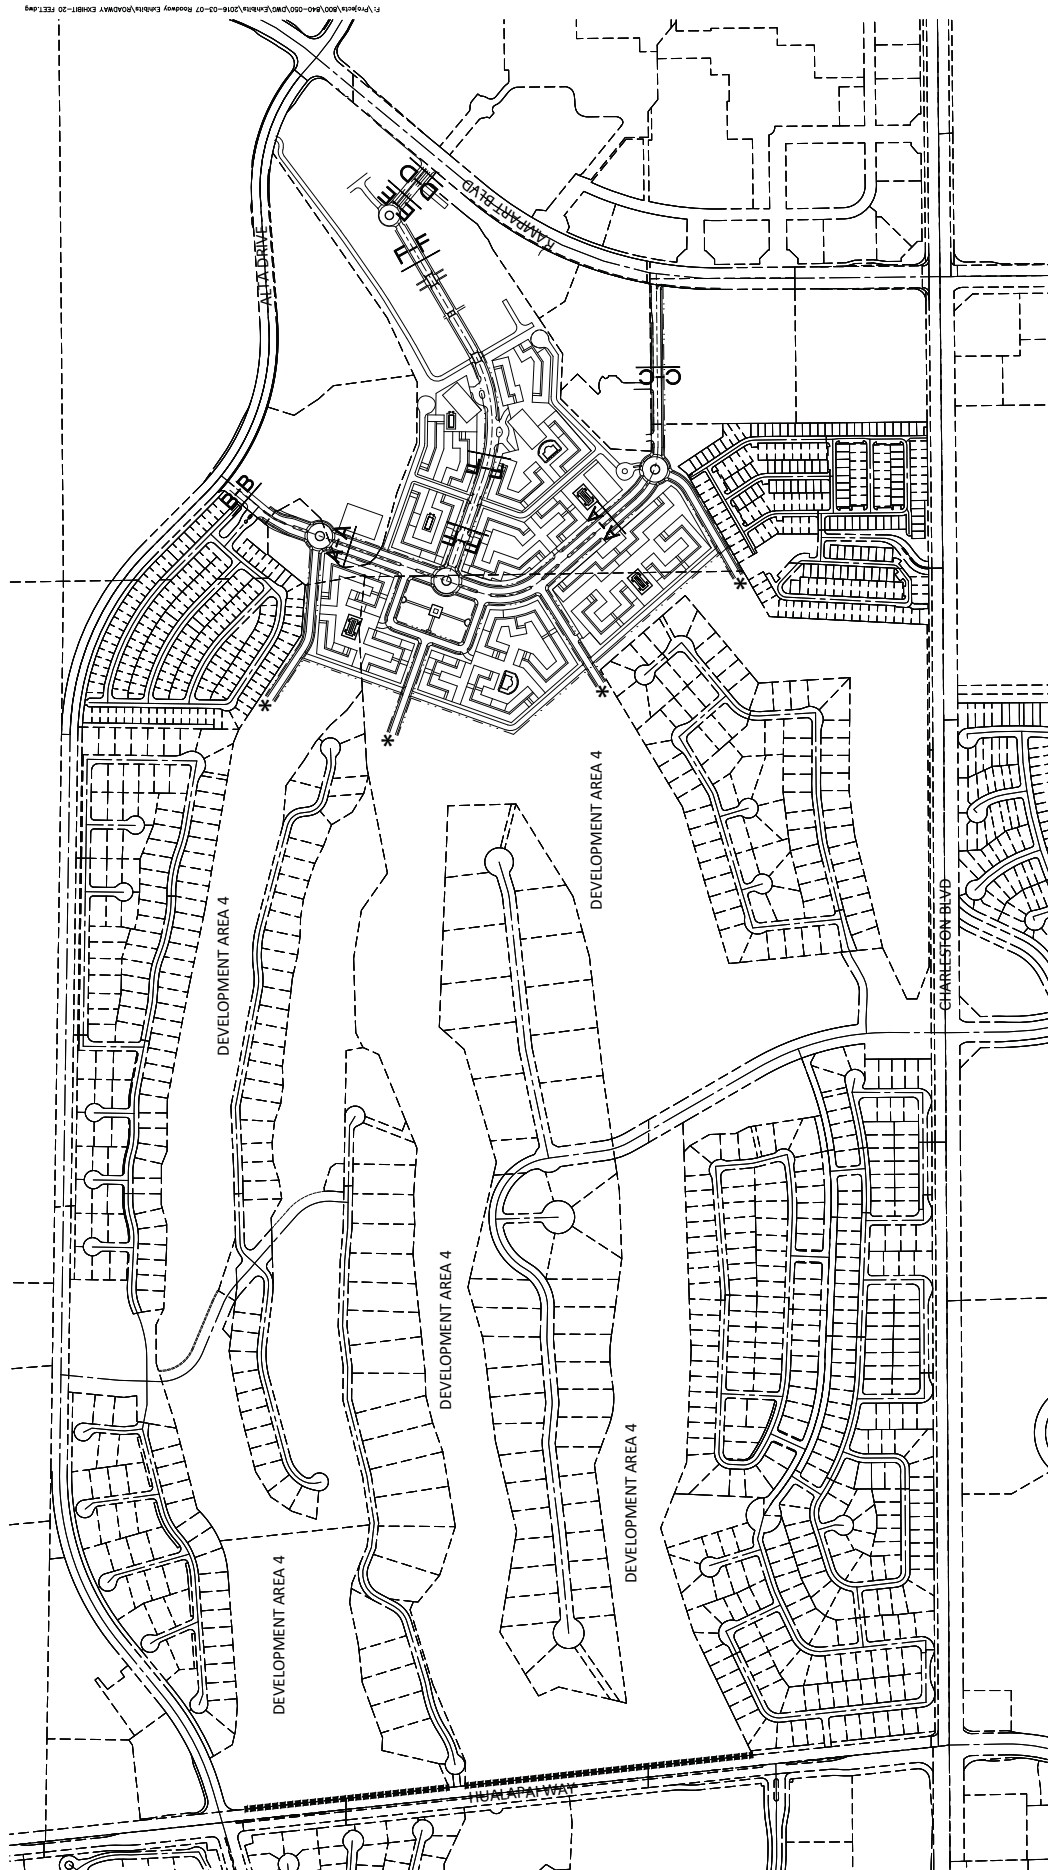 F:\Projects\800\840-050\DWG\Exhibits\2016-03-07 Roadway Exhibits\ROADWAY EXHIBIT-20 FEET.dwg
D-D
E-E
RAMPART BLVD
F-F
ALTA DRIVE
C-C
F-F
B-B
A-A
A-A
E-E
*
*
*
*
DEVELOPMENT AREA 4
DEVELOPMENT AREA 4
CHARLESTON BLVD
DEVELOPMENT AREA 4
DEVELOPMENT AREA 4
DEVELOPMENT AREA 4
HUALAPAI WAY